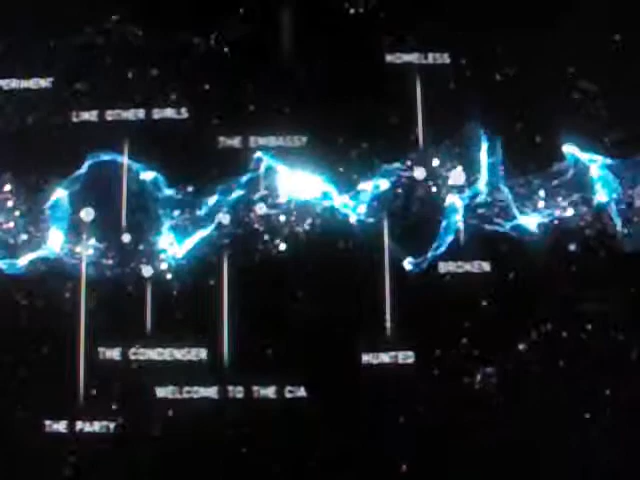 HOMELESS
LIKE OTHER GIRLS
THE EMBASSY
BROKEN
THE CONDENSER
HUNTED
WELCOME TO THE CIA
THE PARTY